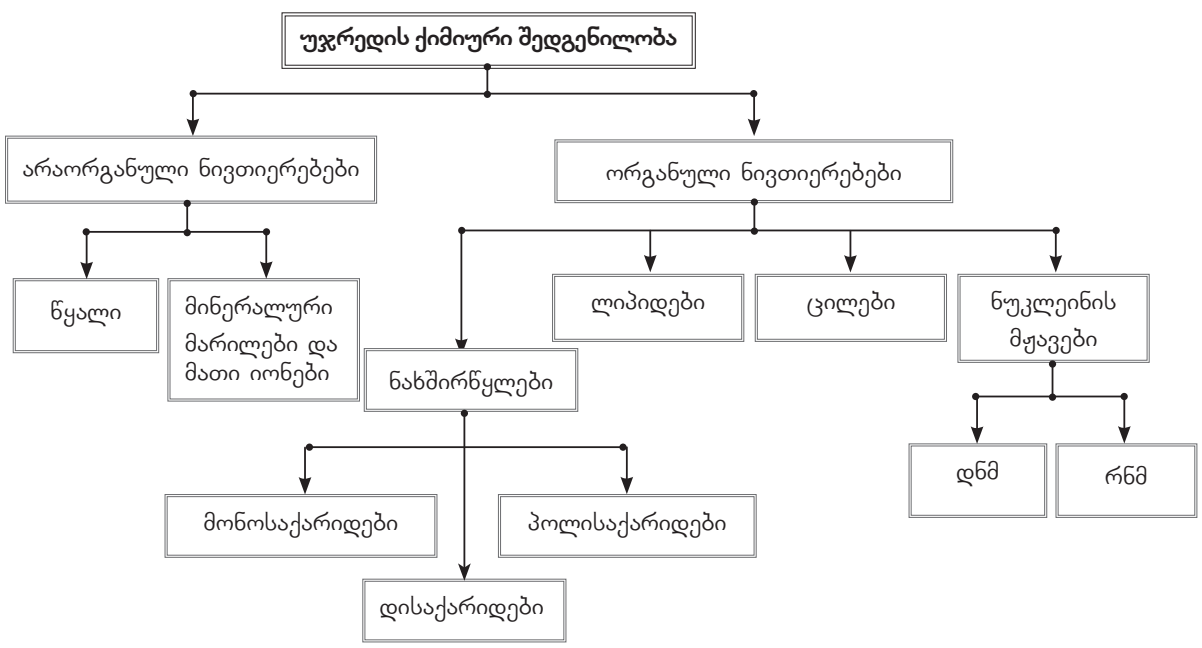 უჯრედის ქიმიური შედგენილობა
არაორგანული ნივთიერებები
ორგანული ნივთიერებები
წყალი
მინერალური
მარილები და
მათი იონები
ნახშირწყლები
ლიპიდები
ცილები
ნუკლეინის
მჟავები
დნმ
რნმ
მონოსაქარიდები
პოლისაქარიდები
დისაქარიდები